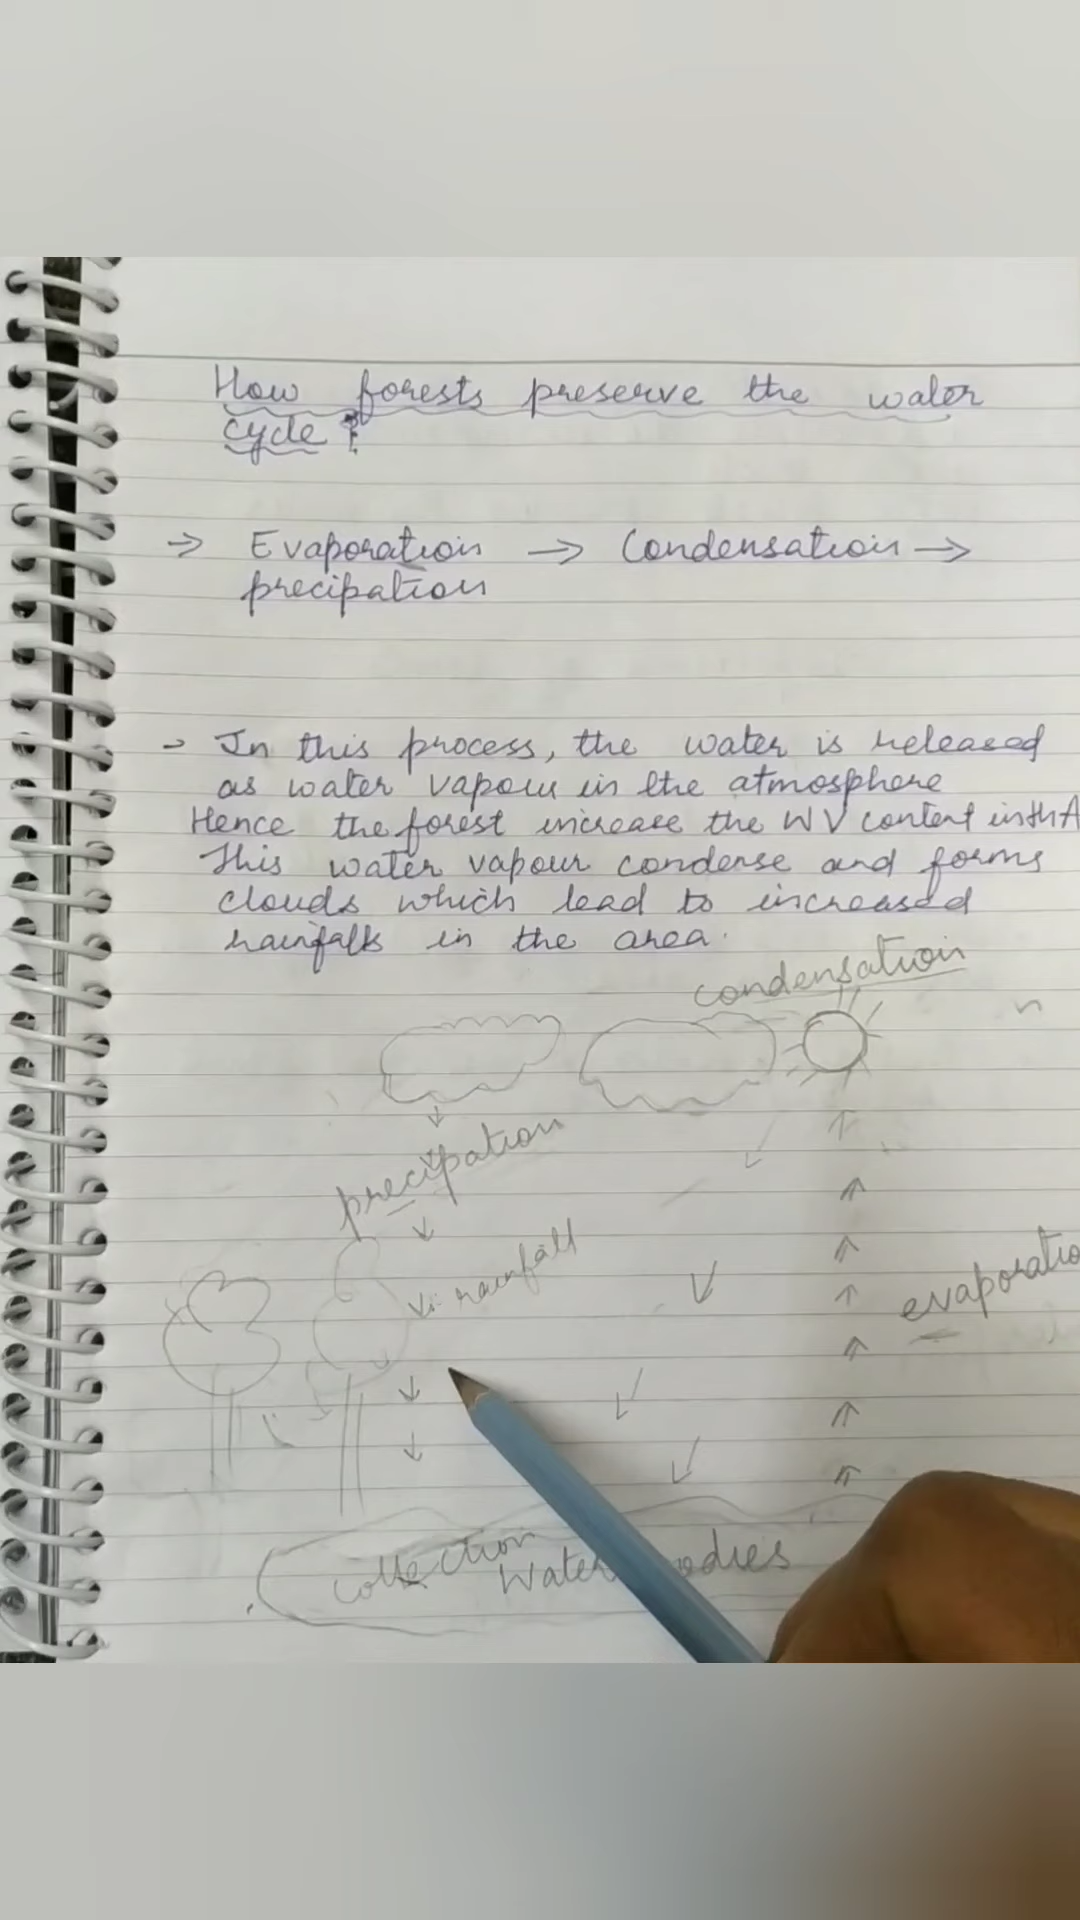 How forests preserve the water
cycle ?
→ Evaporation → Condensation →
precipation
- In this process, the water is released
as water vapour in the atmosphere
Hence the forest increase the WV content in th A
This water vapour condense and forms
clouds which lead to increased
rainfalls in the area.
condensation
precipation
rainfall
evaporatio
collection
Water odies